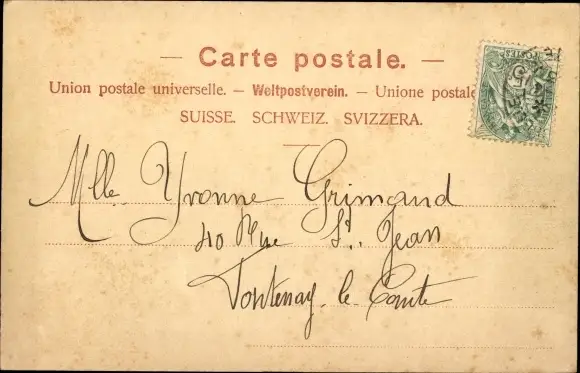 — Carte postale. —
Union postale universelle. — Weltpostverein. — Unione postale
SUISSE. SCHWEIZ. SVIZZERA.
Mlle. Yvonne Grimaud
40 Rue St. Jean
Fontenay-le-Comte